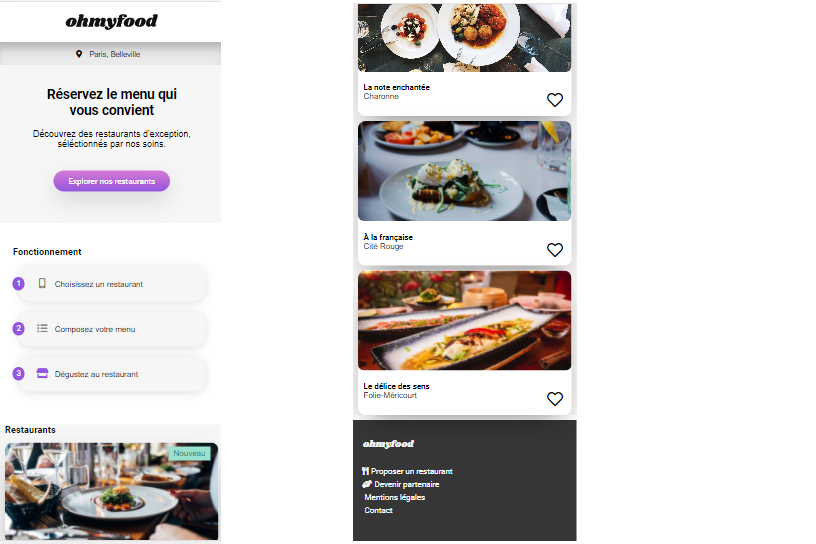 ohmyfood
Paris, Belleville
Réservez le menu qui
vous convient
Découvrez des restaurants d'exception,
séléctionnés par nos soins.
Explorer nos restaurants
Fonctionnement
1 Choisissez un restaurant
2 Composez votre menu
3 Dégustez au restaurant
Restaurants
Nouveau
La note enchantée
Charonne
À la française
Cité Rouge
Le délice des sens
Folie-Méricourt
ohmyfood
Proposer un restaurant
Devenir partenaire
Mentions légales
Contact